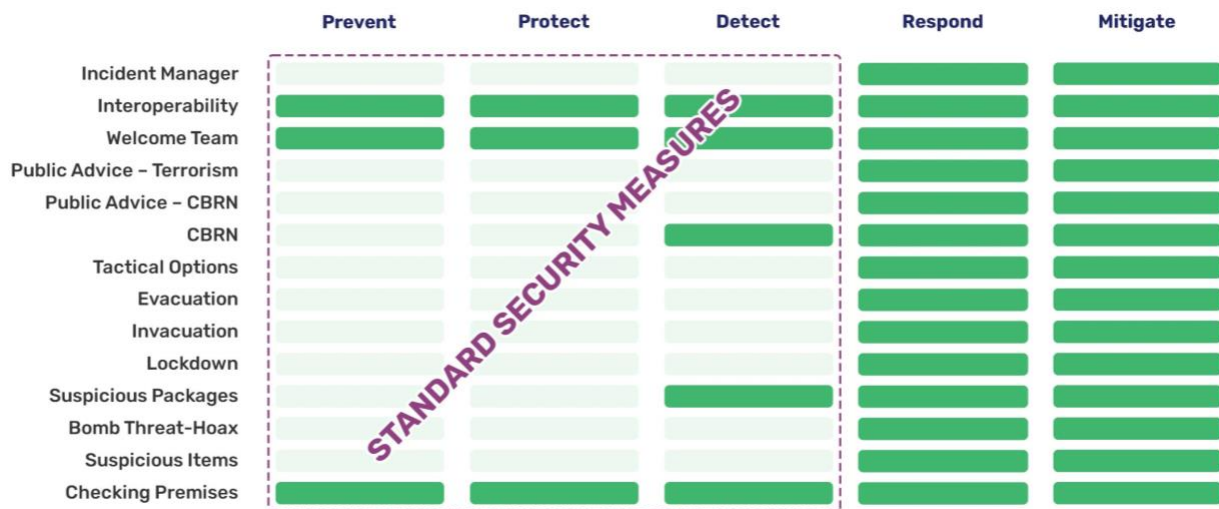 Prevent Protect Detect Respond Mitigate
Incident Manager
Interoperability
Welcome Team
Public Advice – Terrorism
Public Advice – CBRN
CBRN
Tactical Options
Evacuation
Invacuation
Lockdown
Suspicious Packages
Bomb Threat-Hoax
Suspicious Items
Checking Premises
STANDARD SECURITY MEASURES